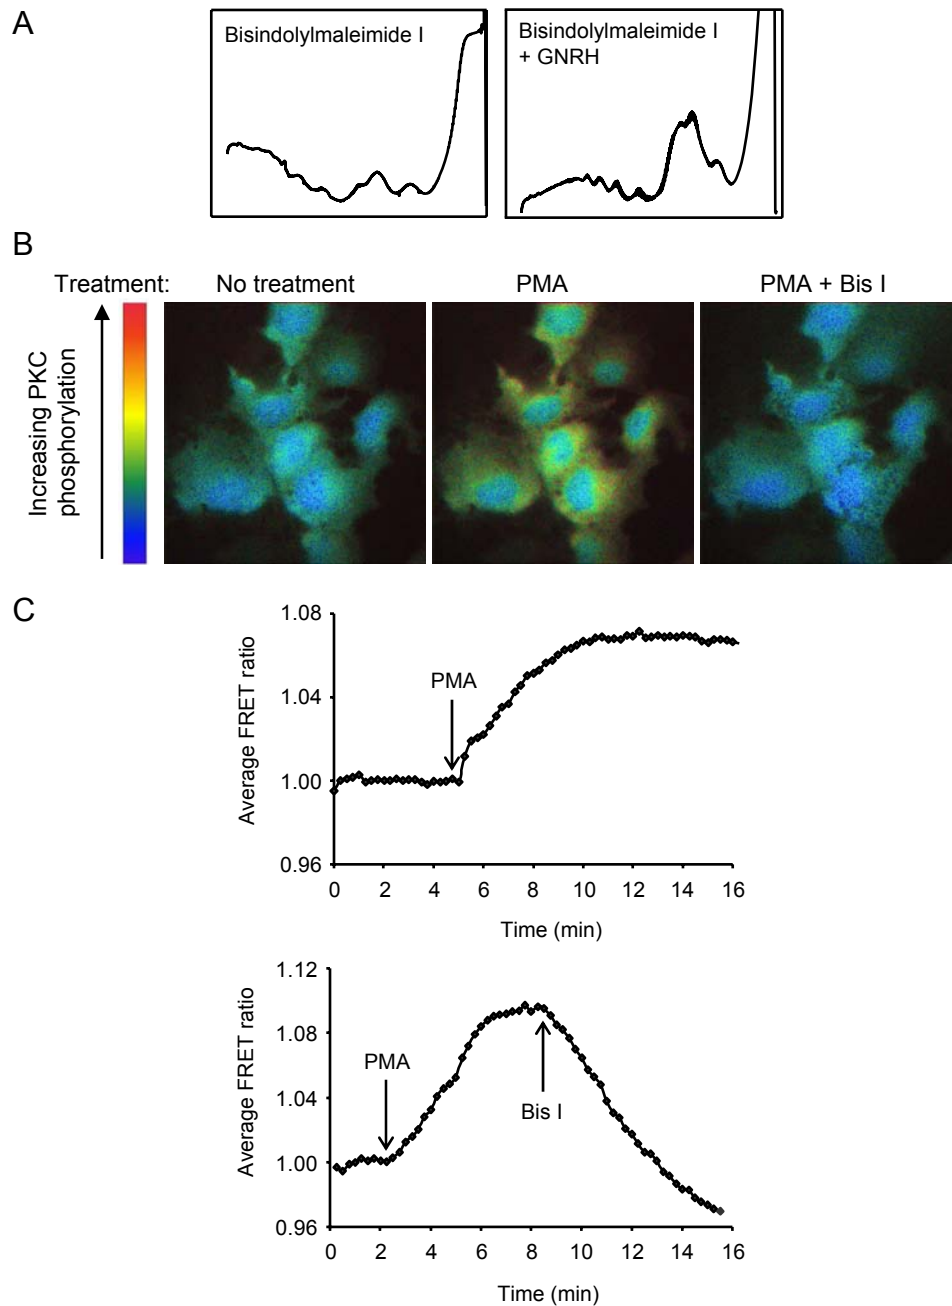 A
Bisindolylmaleimide I
Bisindolylmaleimide I
+ GNRH
B
Treatment:
No treatment
PMA
PMA + Bis I
Increasing PKC
phosphorylation
C
1.08
1.04
1.00
0.96
Average FRET ratio
PMA
0 2 4 6 8 10 12 14 16
Time (min)
1.12
1.08
1.04
1.00
0.96
Average FRET ratio
PMA
Bis I
0 2 4 6 8 10 12 14 16
Time (min)